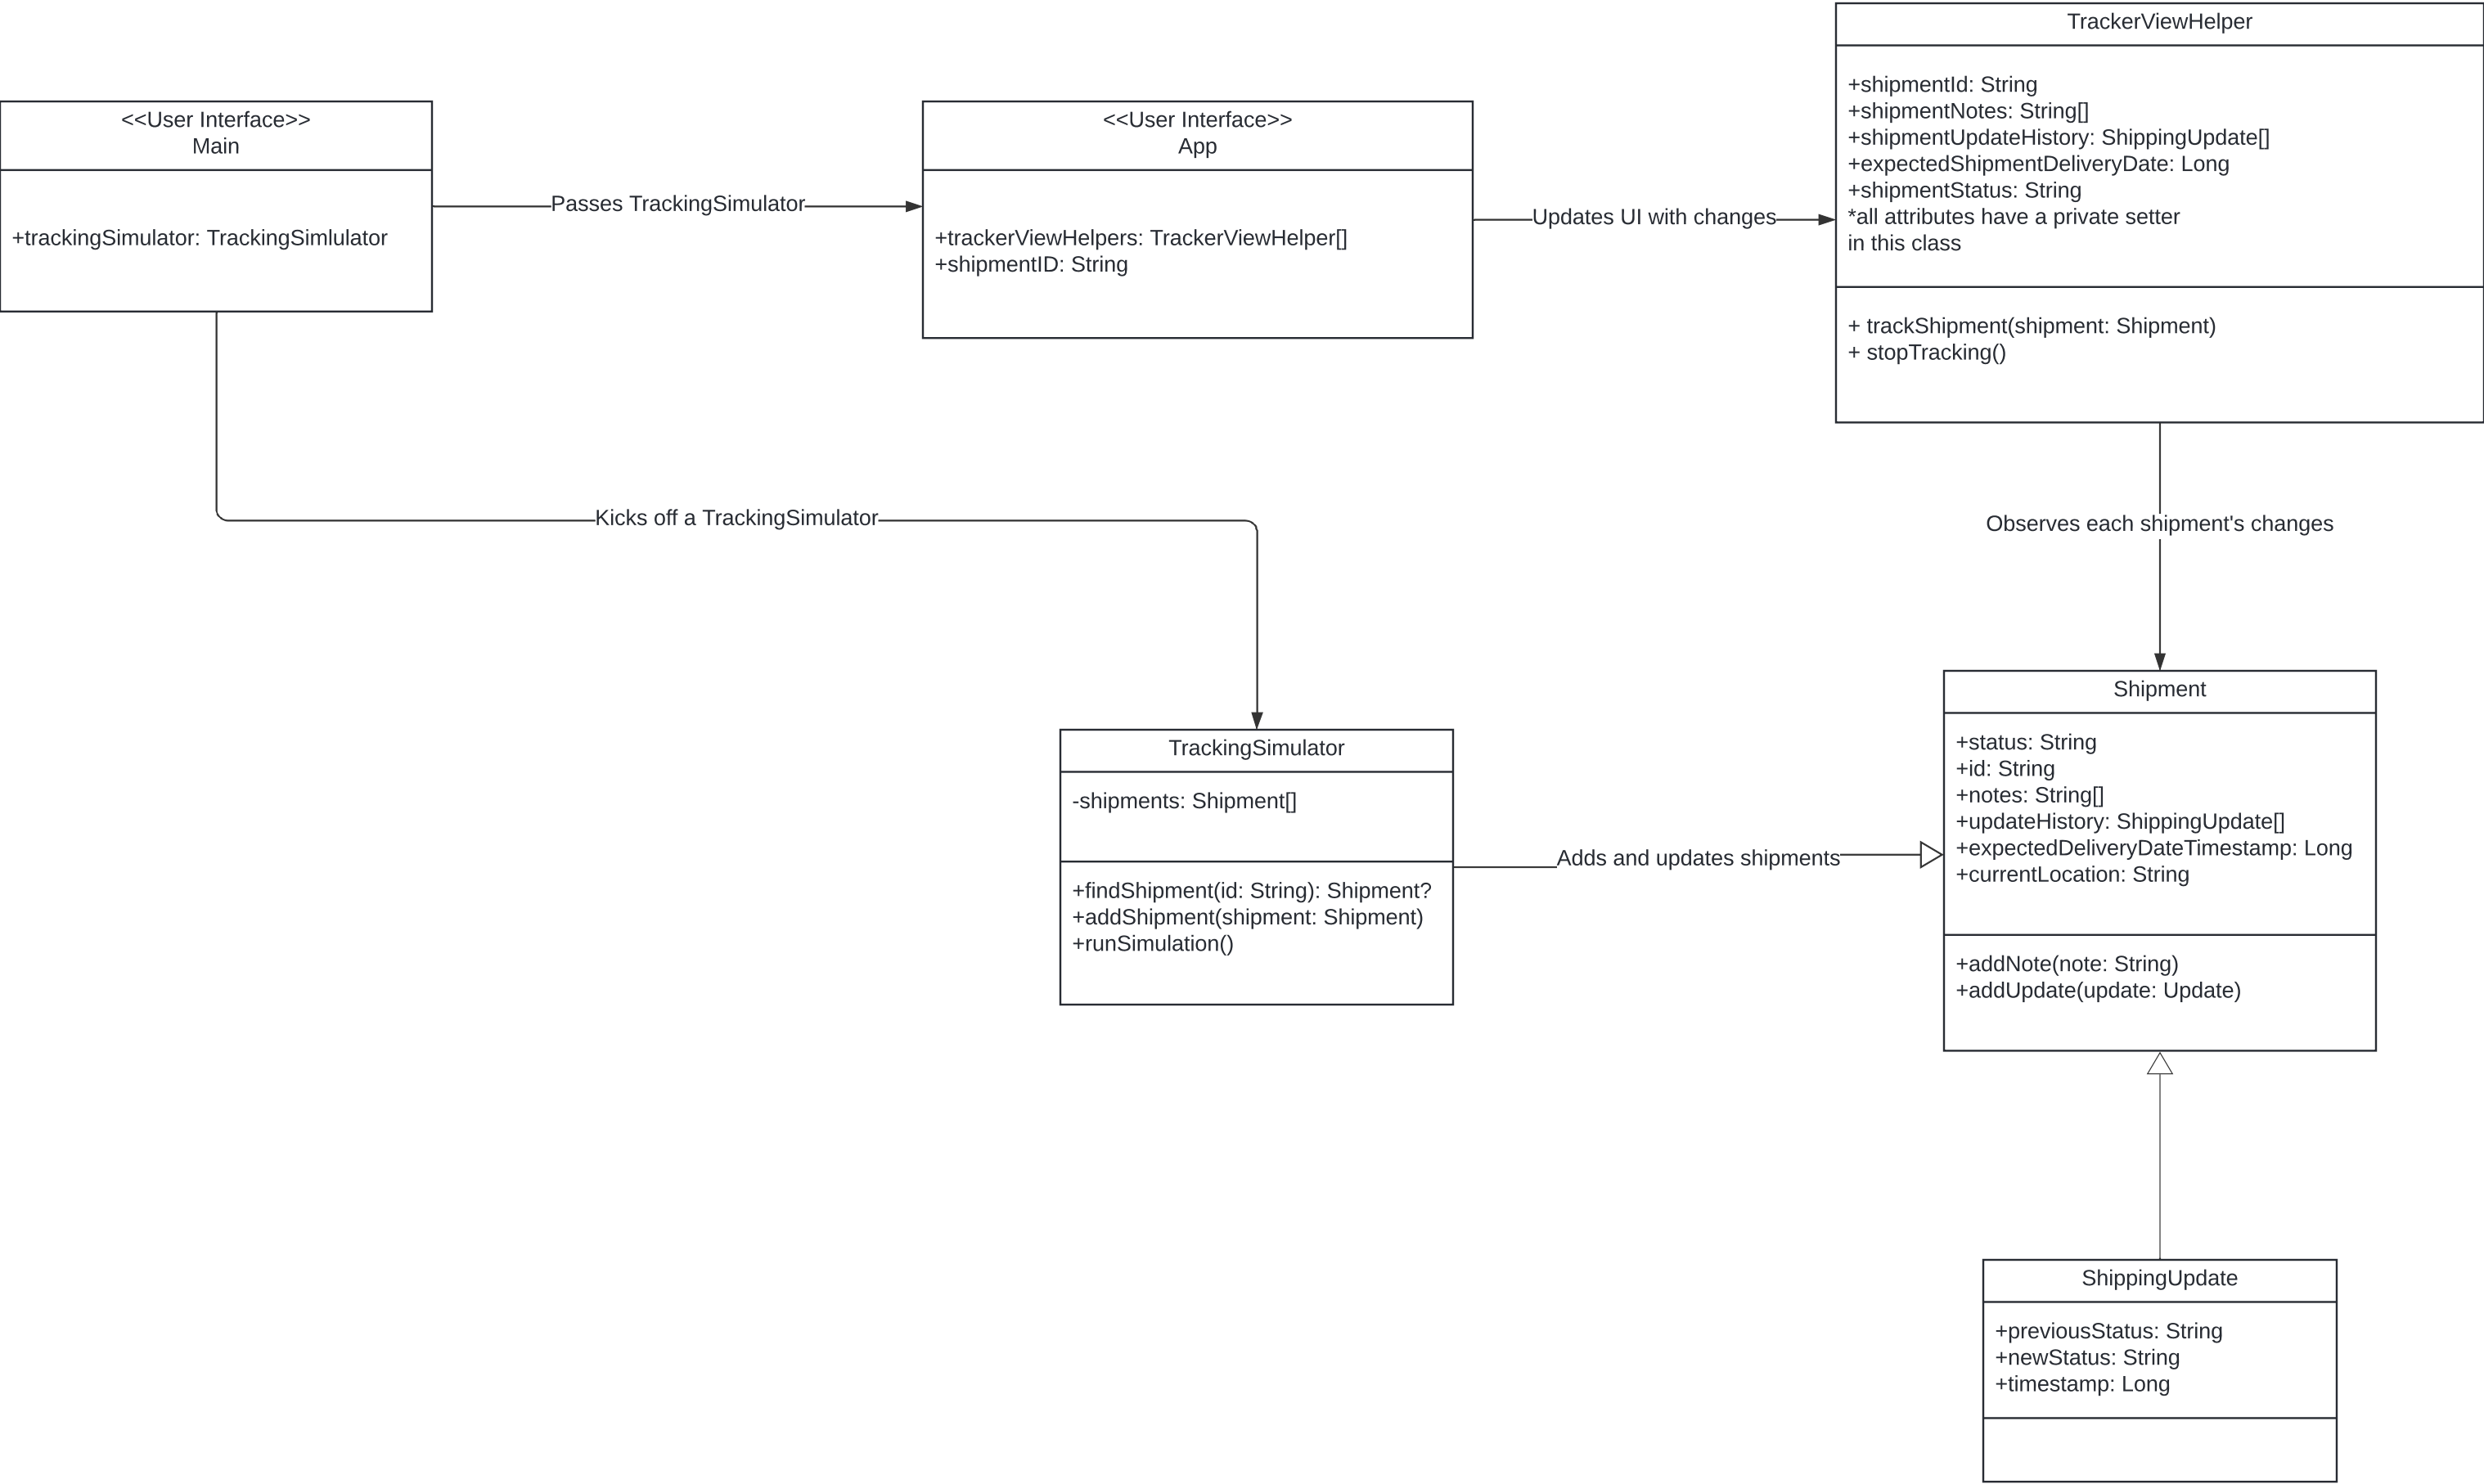 <<User Interface>>
Main
+trackingSimulator: TrackingSimlulator
Passes TrackingSimulator
<<User Interface>>
App
+trackerViewHelpers: TrackerViewHelper[]
+shipmentID: String
Updates UI with changes
TrackerViewHelper
+shipmentId: String
+shipmentNotes: String[]
+shipmentUpdateHistory: ShippingUpdate[]
+expectedShipmentDeliveryDate: Long
+shipmentStatus: String
*all attributes have a private setter
in this class
+ trackShipment(shipment: Shipment)
+ stopTracking()
Kicks off a TrackingSimulator
Observes each shipment's changes
TrackingSimulator
-shipments: Shipment[]
+findShipment(id: String): Shipment?
+addShipment(shipment: Shipment)
+runSimulation()
Adds and updates shipments
Shipment
+status: String
+id: String
+notes: String[]
+updateHistory: ShippingUpdate[]
+expectedDeliveryDateTimestamp: Long
+currentLocation: String
+addNote(note: String)
+addUpdate(update: Update)
ShippingUpdate
+previousStatus: String
+newStatus: String
+timestamp: Long